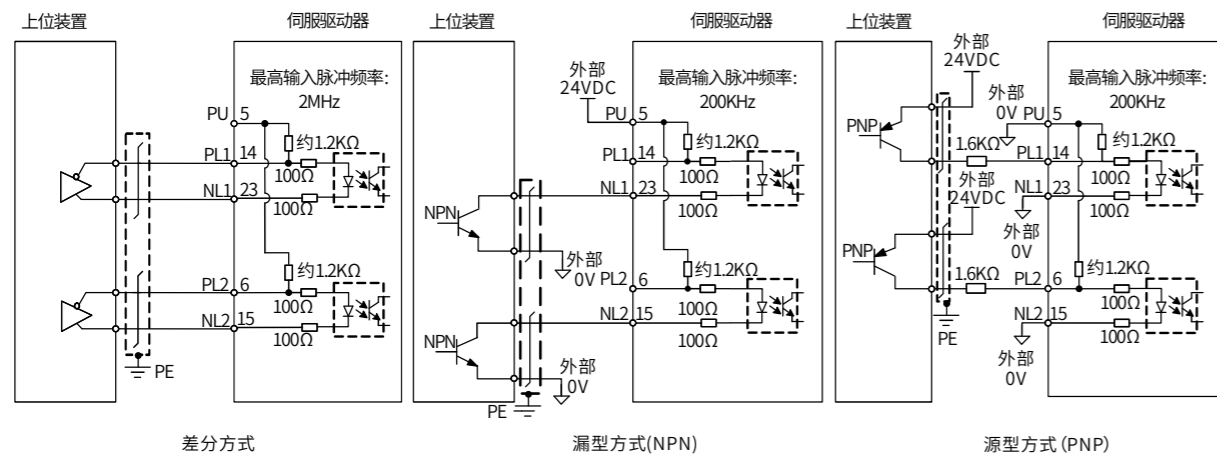 上位装置
伺服驱动器
最高输入脉冲频率:
2MHz
PU
5
约1.2KΩ
PL1
14
100Ω
NL1
23
100Ω
约1.2KΩ
PL2
6
100Ω
NL2
15
100Ω
PE
差分方式
上位装置
伺服驱动器
外部
24VDC
最高输入脉冲频率:
200KHz
PU
5
约1.2KΩ
PL1
14
100Ω
NL1
23
100Ω
NPN
外部
0V
约1.2KΩ
PL2
6
100Ω
NL2
15
100Ω
NPN
外部
0V
PE
漏型方式(NPN)
上位装置
伺服驱动器
外部
24VDC
最高输入脉冲频率:
200KHz
外部
0V
PU
5
PNP
约1.2KΩ
1.6KΩ
PL1
14
100Ω
外部
24VDC
NL1
23
100Ω
外部
0V
PNP
约1.2KΩ
1.6KΩ
PL2
6
100Ω
NL2
15
100Ω
外部
0V
PE
源型方式(PNP)